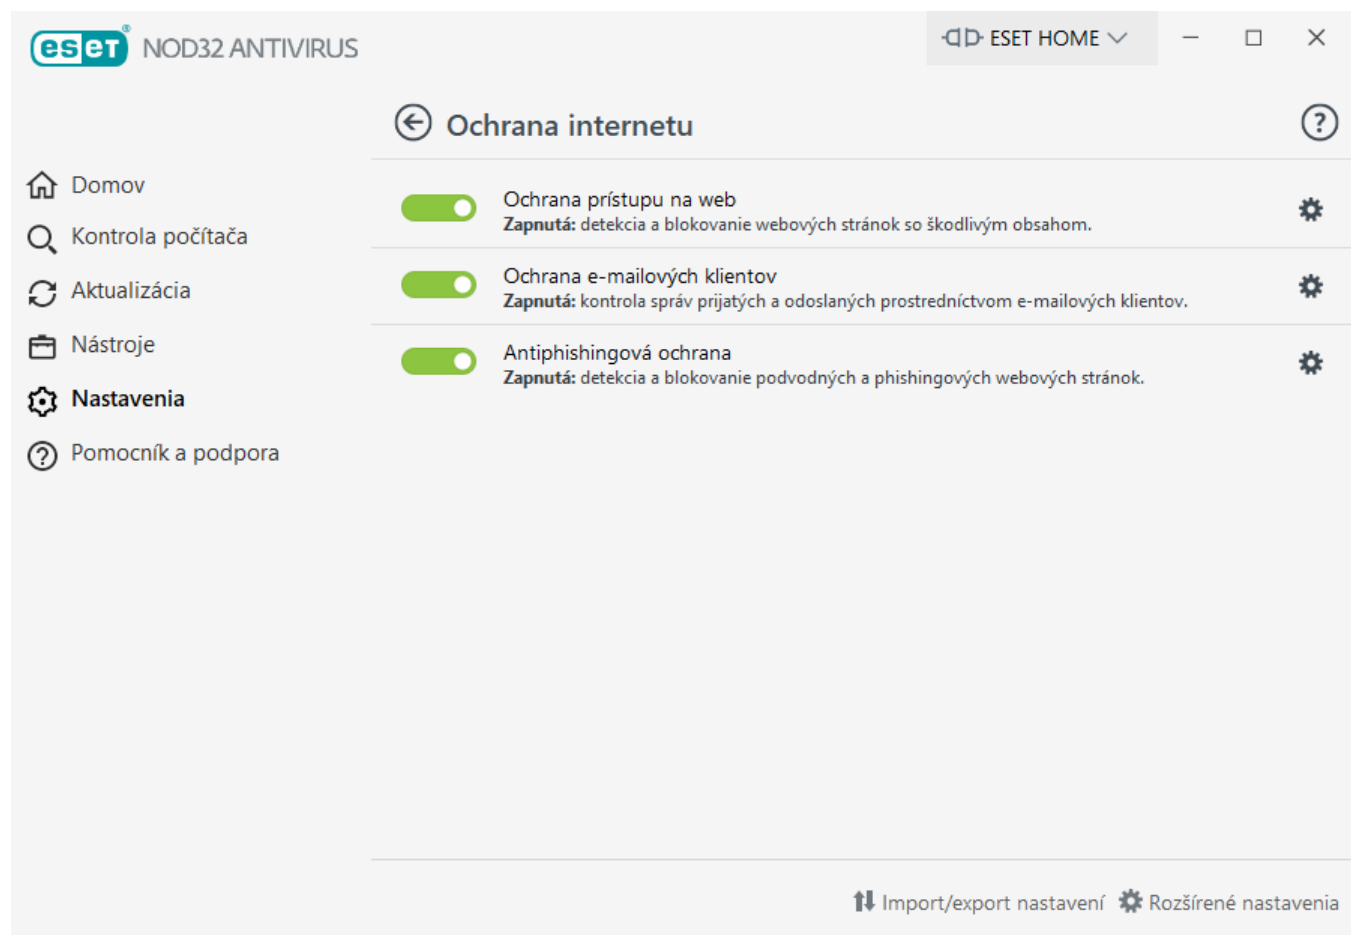 eset® NOD32 ANTIVIRUS
ESET HOME
Ochrana internetu
Domov
Kontrola počítača
Aktualizácia
Nástroje
Nastavenia
Pomocník a podpora
Ochrana prístupu na web
Zapnutá: detekcia a blokovanie webových stránok so škodlivým obsahom.
Ochrana e-mailových klientov
Zapnutá: kontrola správ prijatých a odoslaných prostredníctvom e-mailových klientov.
Antiphishingová ochrana
Zapnutá: detekcia a blokovanie podvodných a phishingových webových stránok.
Import/export nastavení Rozšírené nastavenia